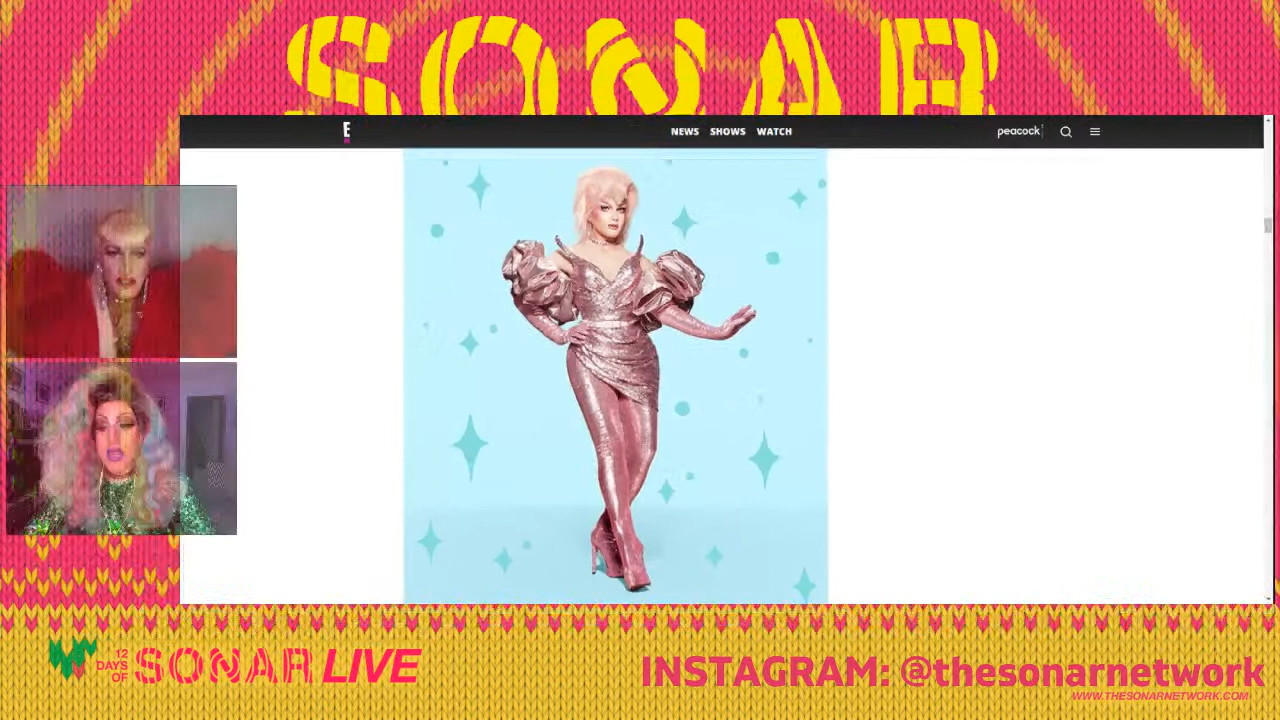 SONAR
E
NEWS SHOWS WATCH
peacock
12
DAYS
OF
SONAR LIVE
INSTAGRAM: @thesonarnetwork
WWW.THESONARNETWORK.COM